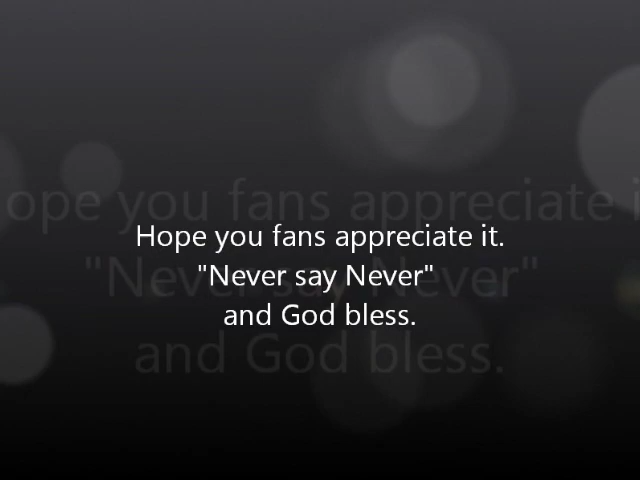 Hope you fans appreciate it.
"Never say Never"
and God bless.